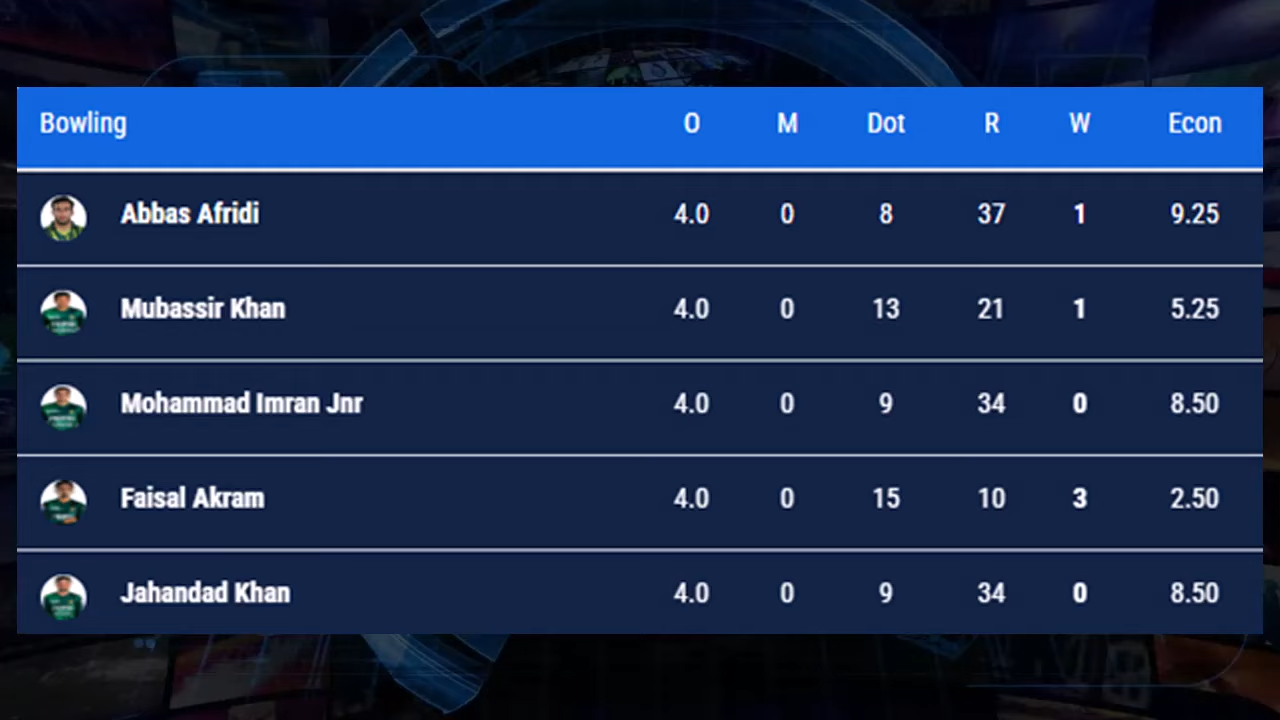 Bowling O M Dot R W Econ
Abbas Afridi 4.0 0 8 37 1 9.25
Mubassir Khan 4.0 0 13 21 1 5.25
Mohammad Imran Jnr 4.0 0 9 34 0 8.50
Faisal Akram 4.0 0 15 10 3 2.50
Jahandad Khan 4.0 0 9 34 0 8.50